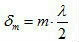 δₘ = m · λ/2